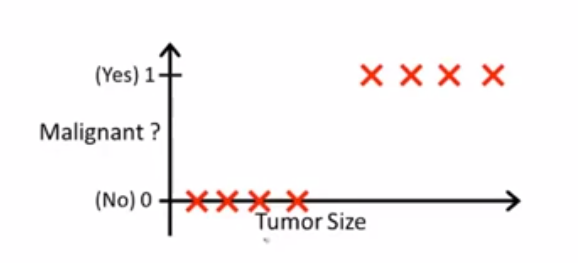 (Yes) 1
Malignant ?
(No) 0
Tumor Size